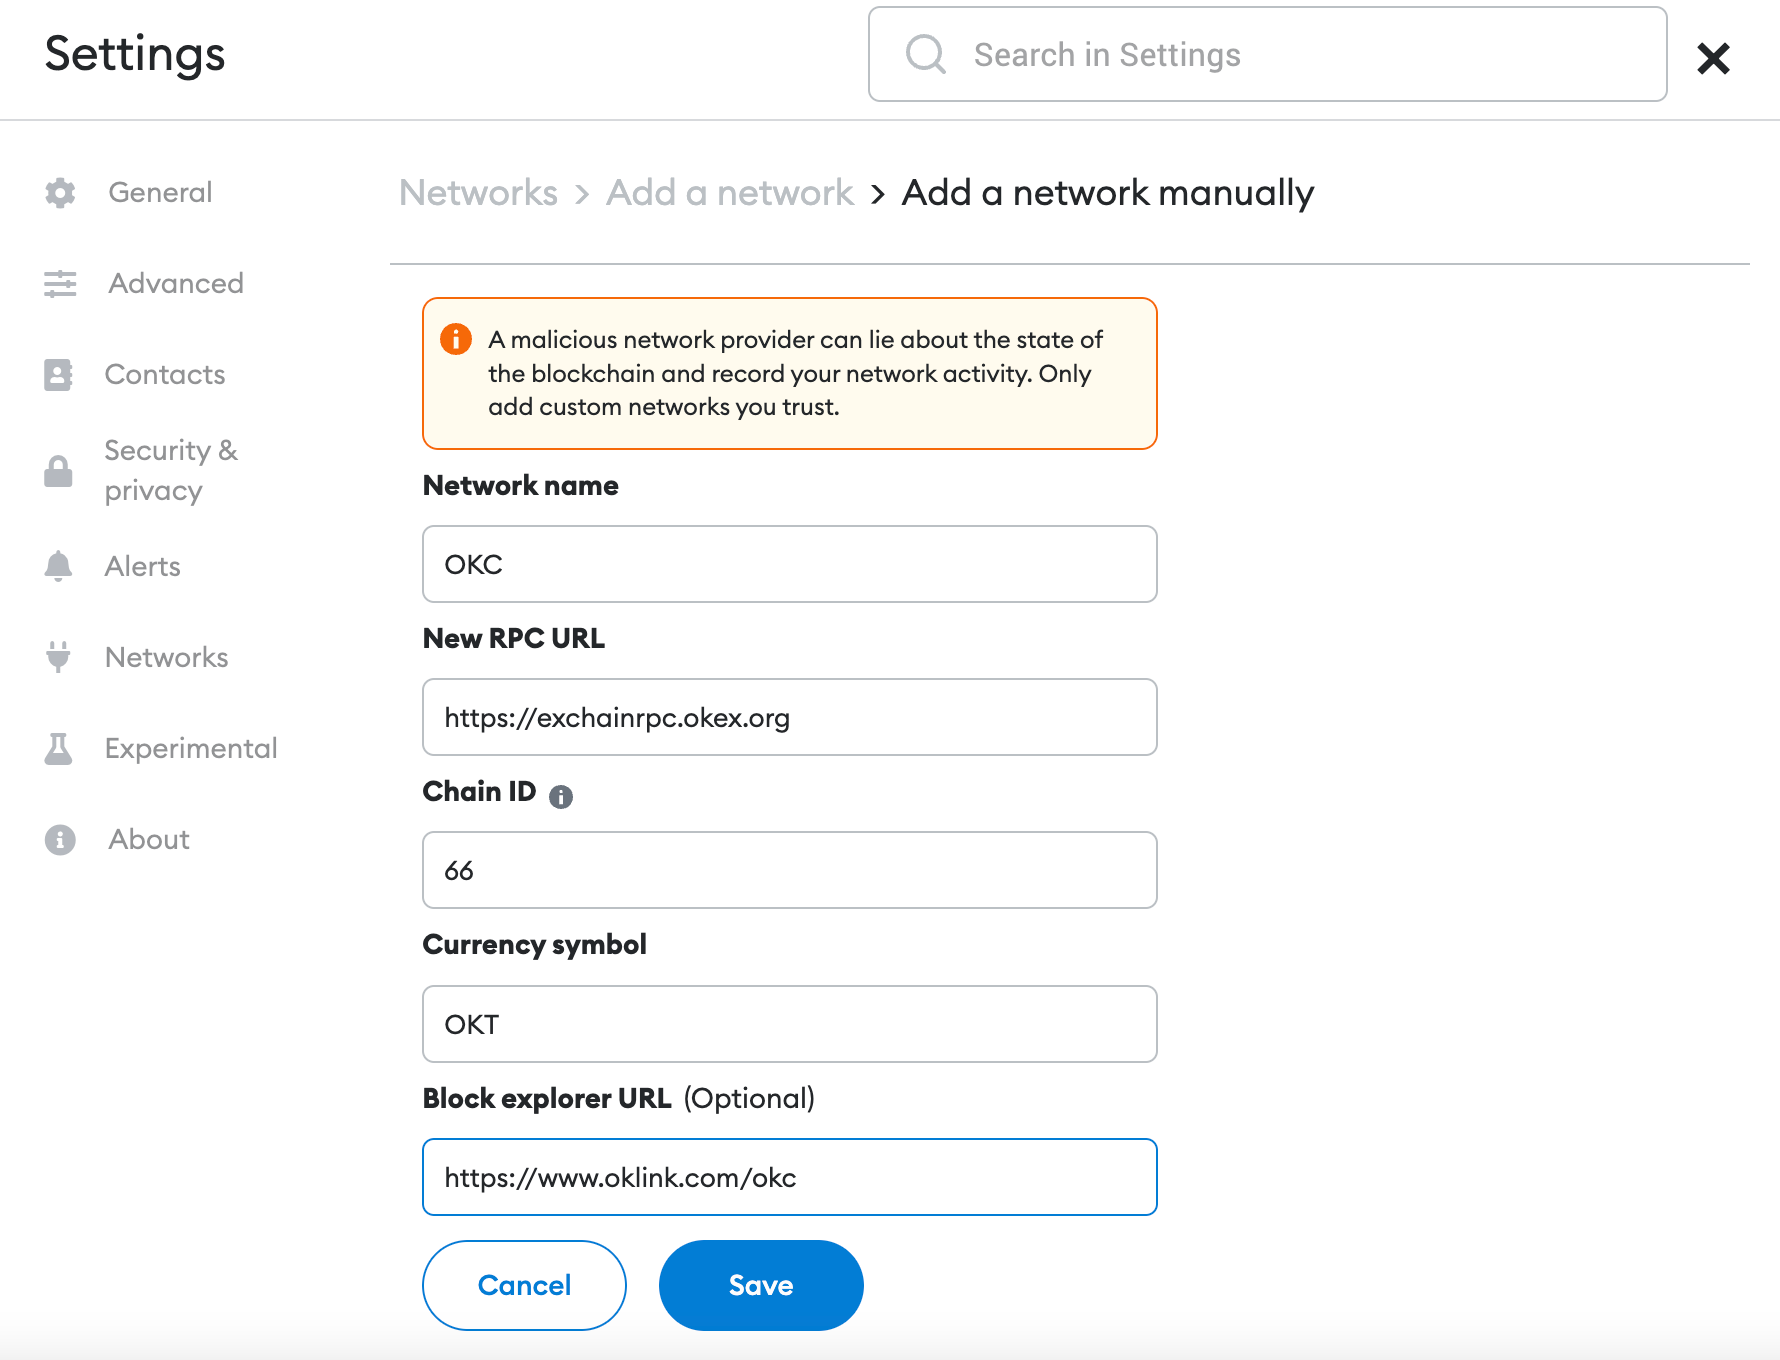 Settings
Search in Settings
General
Advanced
Contacts
Security &
privacy
Alerts
Networks
Experimental
About
Networks > Add a network > Add a network manually
A malicious network provider can lie about the state of
the blockchain and record your network activity. Only
add custom networks you trust.
Network name
OKC
New RPC URL
https://exchainrpc.okex.org
Chain ID
66
Currency symbol
OKT
Block explorer URL (Optional)
https://www.oklink.com/okc
Cancel
Save